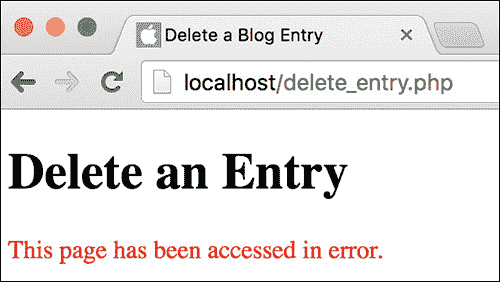 Delete a Blog Entry
localhost/delete_entry.php
Delete an Entry
This page has been accessed in error.